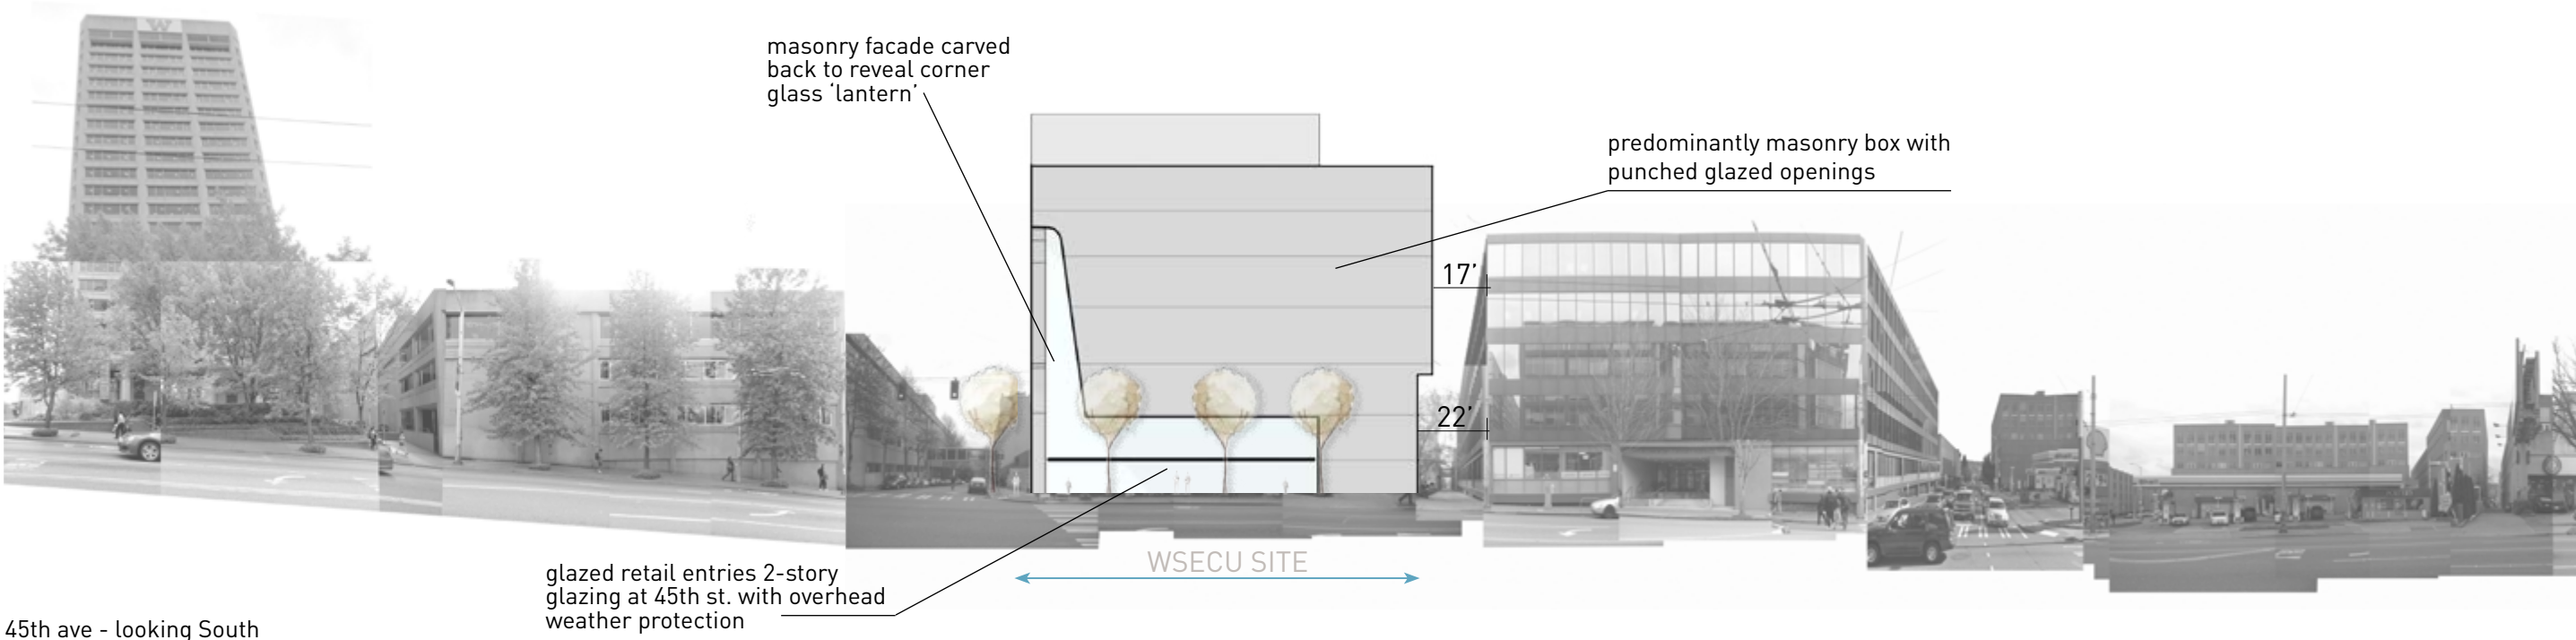 W
masonry facade carved
back to reveal corner
glass ‘lantern’
predominantly masonry box with
punched glazed openings
17’
22’
WSECU SITE
glazed retail entries 2-story
glazing at 45th st. with overhead
weather protection
45th ave - looking South